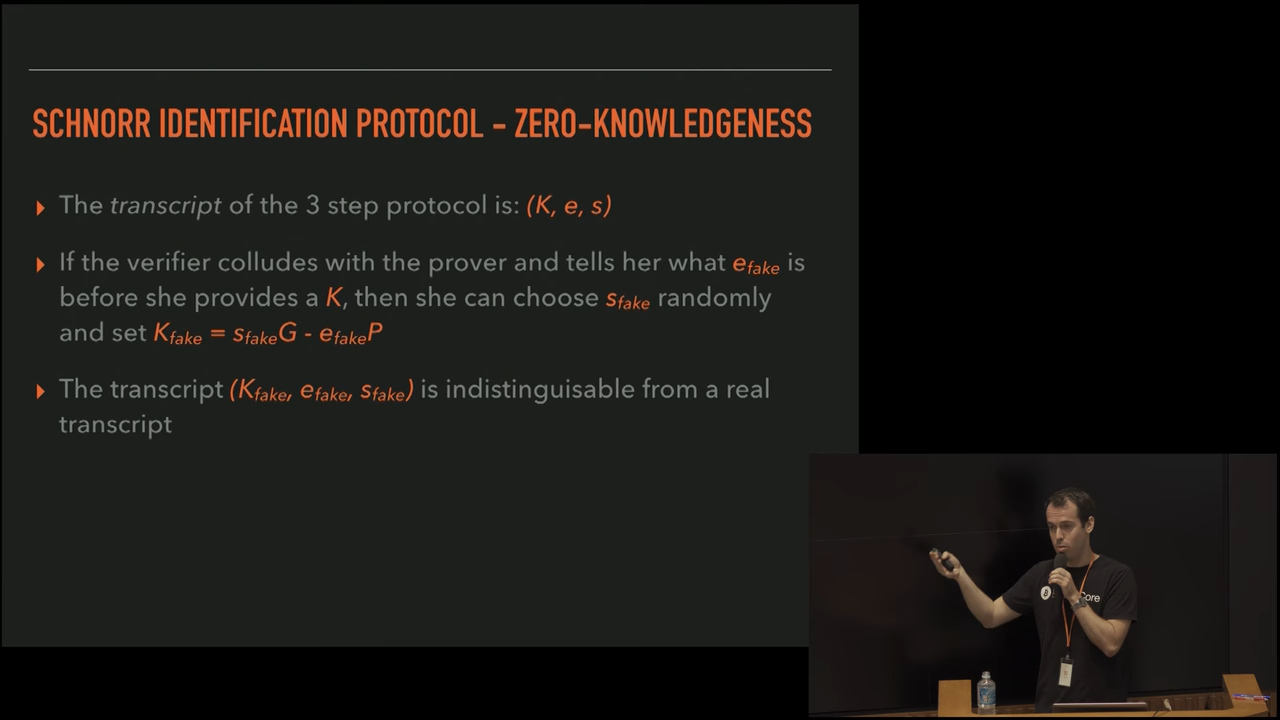 SCHNORR IDENTIFICATION PROTOCOL - ZERO-KNOWLEDGENESS
The transcript of the 3 step protocol is: (K, e, s)
If the verifier colludes with the prover and tells her what efake is
before she provides a K, then she can choose sfake randomly
and set Kfake = sfakeG - efakeP
The transcript (Kfake, efake, sfake) is indistinguisable from a real
transcript
Core